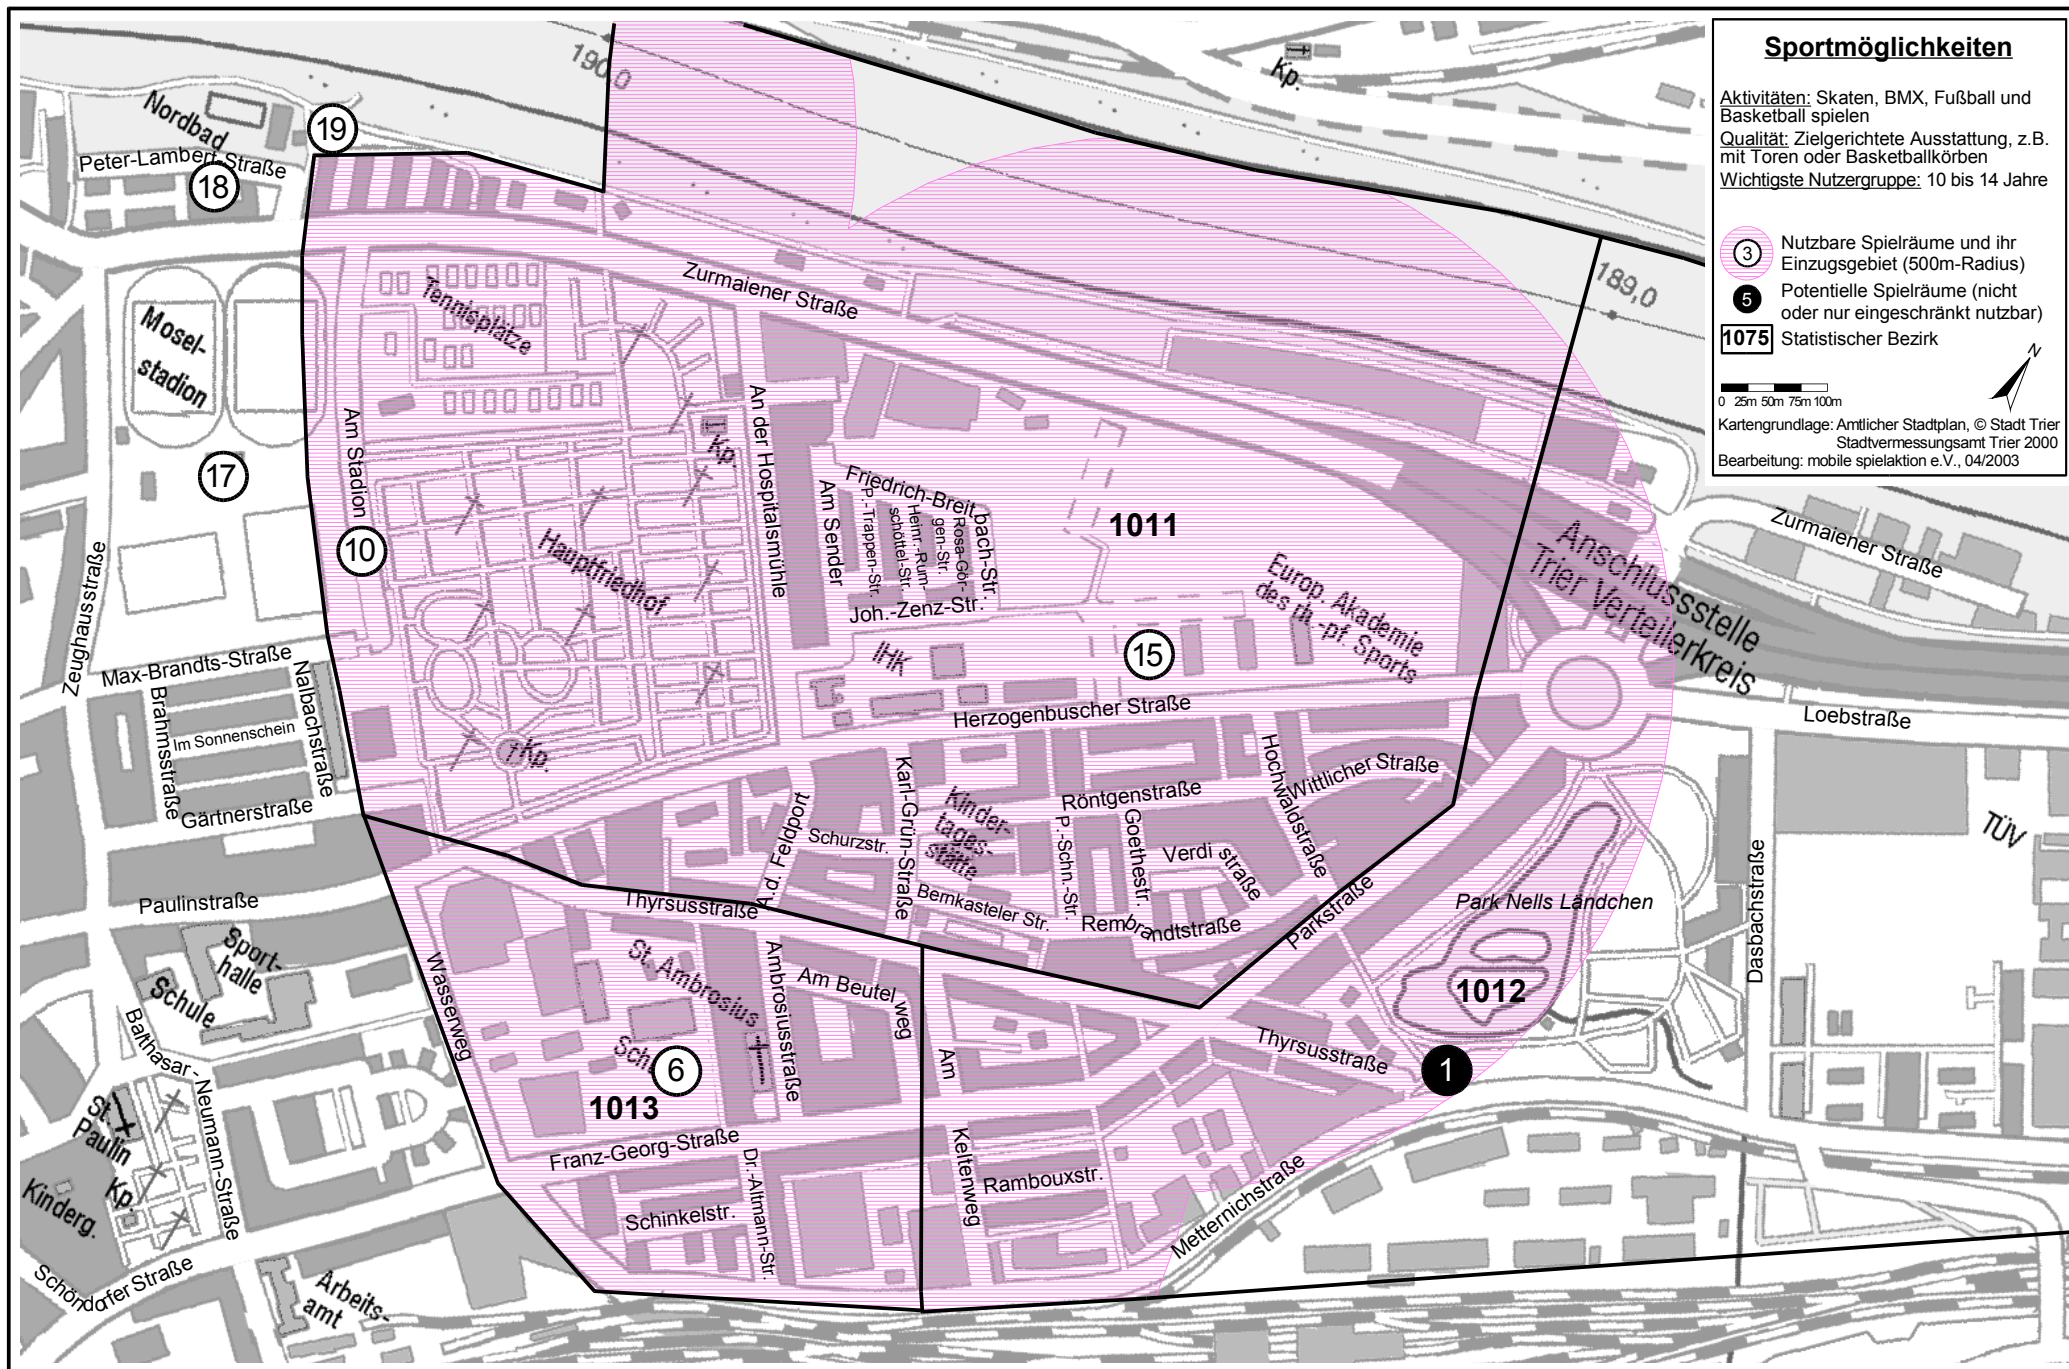 Sportmöglichkeiten
Aktivitäten: Skaten, BMX, Fußball und
Basketball spielen
Qualität: Zielgerichtete Ausstattung, z.B.
mit Toren oder Basketballkörben
Wichtigste Nutzergruppe: 10 bis 14 Jahre
3
Nutzbare Spielräume und ihr
Einzugsgebiet (500m-Radius)
5
Potentielle Spielräume (nicht
oder nur eingeschränkt nutzbar)
1075 Statistischer Bezirk
N
0 25m 50m 75m 100m
Kartengrundlage: Amtlicher Stadtplan, © Stadt Trier
Stadtvermessungsamt Trier 2000
Bearbeitung: mobile spielaktion e.V., 04/2003
190,0
Kp.
Nordbad
19
Peter-Lambert-Straße
18
189,0
Zurmaiener Straße
Tennisplätze
Mosel-
stadion
Am Stadion
An der Hospitalsmühle
Kp.
17
10
Hauptfriedhof
Am Sender
Friedrich-Breit
bach-Str.
P.-Trappen-Str.
Heinr.-Rum-
schöttel-Str.
Rosa-Gör-
gen-Str.
Joh.-Zenz-Str.
1011
Europ. Akademie
des rh.-pf. Sports
IHK
15
Anschlussstelle
Trier Verteilerkreis
Zurmaiener Straße
Zeughausstraße
Max-Brandts-Straße
Brahmsstraße
Im Sonnenschein
Nalbachstraße
Gärtnerstraße
Kp.
Herzogenbuscher Straße
Loebstraße
A.d. Feldport
Schurzstr.
Karl-Grün-Straße
Kinder-
tages-
stätte
Röntgenstraße
P.-Schn.-Str.
Goethestr.
Verdi straße
Hochwaldstraße
Wittlicher Straße
Bernkasteler Str.
Rembrandtstraße
Parkstraße
Park Nells Ländchen
Dasbachstraße
TÜV
Paulinstraße
Sport-
halle
Schule
Balthasar - Neumann-Straße
Wasserweg
Thyrsusstraße
St. Ambrosius
Ambrosiusstraße
Am Beutel weg
1012
Thyrsusstraße
1
6
1013
Am
Keltenweg
Franz-Georg-Straße
Dr.-Altmann-Str.
Schinkelstr.
Rambouxstr.
Metternichstraße
St.
Paulin
Kp.
Kinderg.
Schöndorfer Straße
Arbeits-
amt